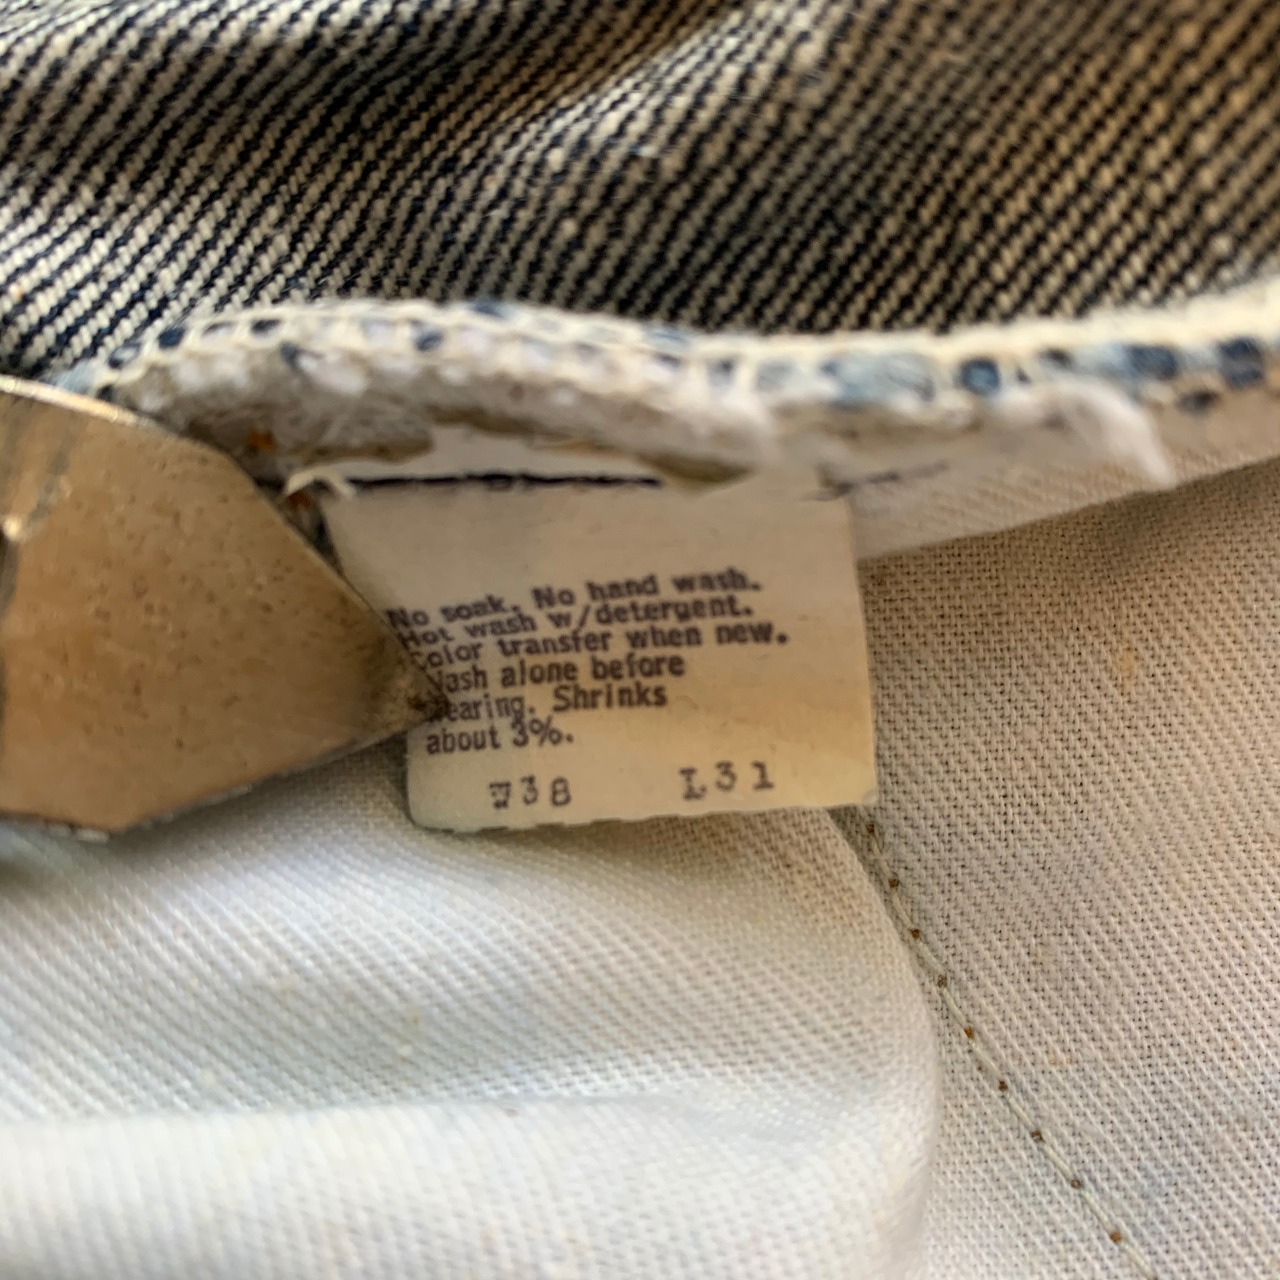 No soak. No hand wash.
Hot wash w/detergent.
Color transfer when new.
Wash alone before
wearing. Shrinks
about 3%.
W38 L31